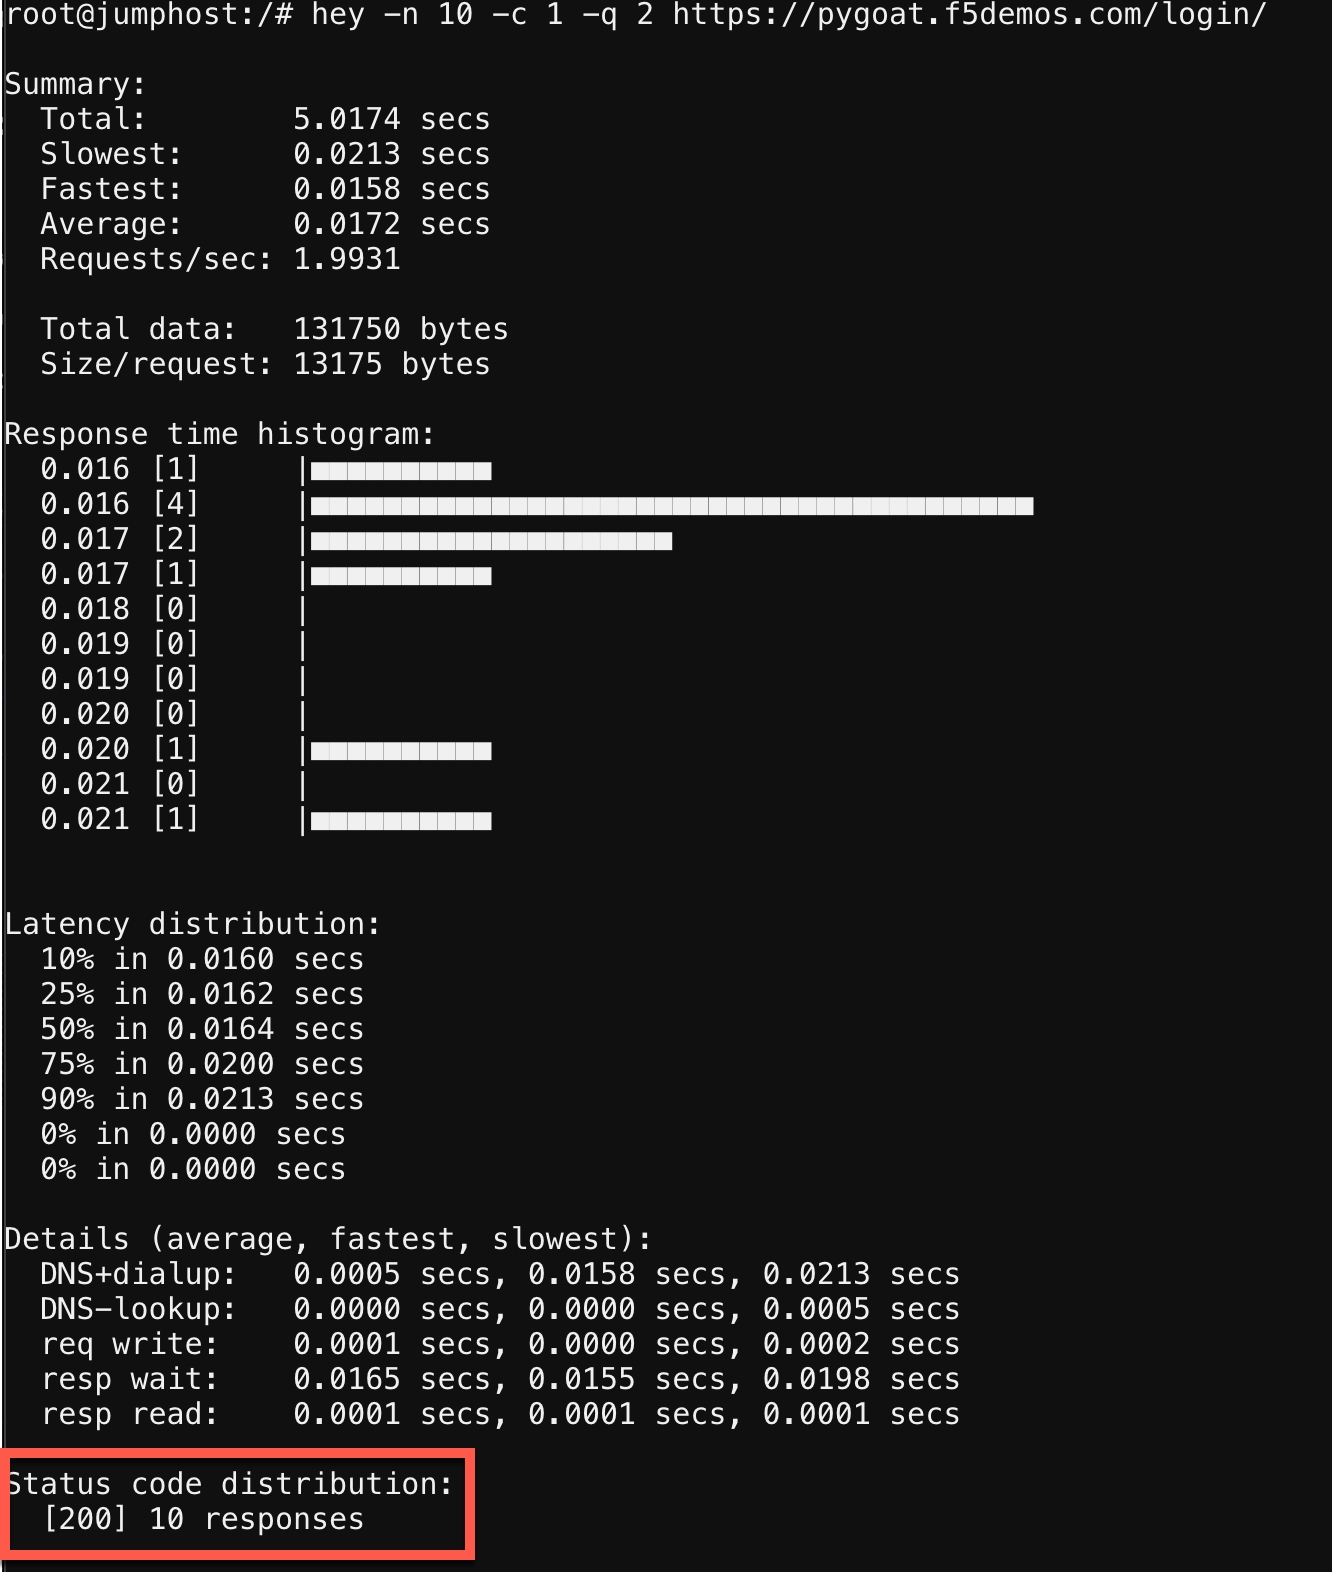 root@jumphost:/# hey -n 10 -c 1 -q 2 https://pygoat.f5demos.com/login/
Summary:
Total: 5.0174 secs
Slowest: 0.0213 secs
Fastest: 0.0158 secs
Average: 0.0172 secs
Requests/sec: 1.9931
Total data: 131750 bytes
Size/request: 13175 bytes
Response time histogram:
0.016 [1] |■■■■■■■■■■
0.016 [4] |■■■■■■■■■■■■■■■■■■■■■■■■■■■■■■■■■■■■■■■■
0.017 [2] |■■■■■■■■■■■■■■■■■■■■
0.017 [1] |■■■■■■■■■■
0.018 [0] |
0.019 [0] |
0.019 [0] |
0.020 [0] |
0.020 [1] |■■■■■■■■■■
0.021 [0] |
0.021 [1] |■■■■■■■■■■
Latency distribution:
10% in 0.0160 secs
25% in 0.0162 secs
50% in 0.0164 secs
75% in 0.0200 secs
90% in 0.0213 secs
0% in 0.0000 secs
0% in 0.0000 secs
Details (average, fastest, slowest):
DNS+dialup: 0.0005 secs, 0.0158 secs, 0.0213 secs
DNS-lookup: 0.0000 secs, 0.0000 secs, 0.0005 secs
req write: 0.0001 secs, 0.0000 secs, 0.0002 secs
resp wait: 0.0165 secs, 0.0155 secs, 0.0198 secs
resp read: 0.0001 secs, 0.0001 secs, 0.0001 secs
Status code distribution:
[200] 10 responses